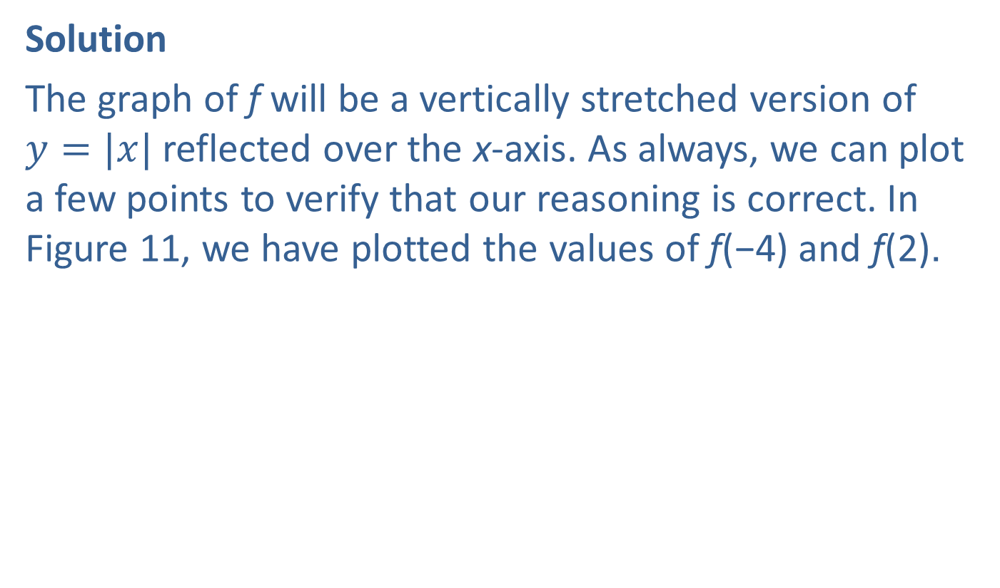 Solution
The graph of f will be a vertically stretched version of
y = |x| reflected over the x-axis. As always, we can plot
a few points to verify that our reasoning is correct. In
Figure 11, we have plotted the values of f(−4) and f(2).